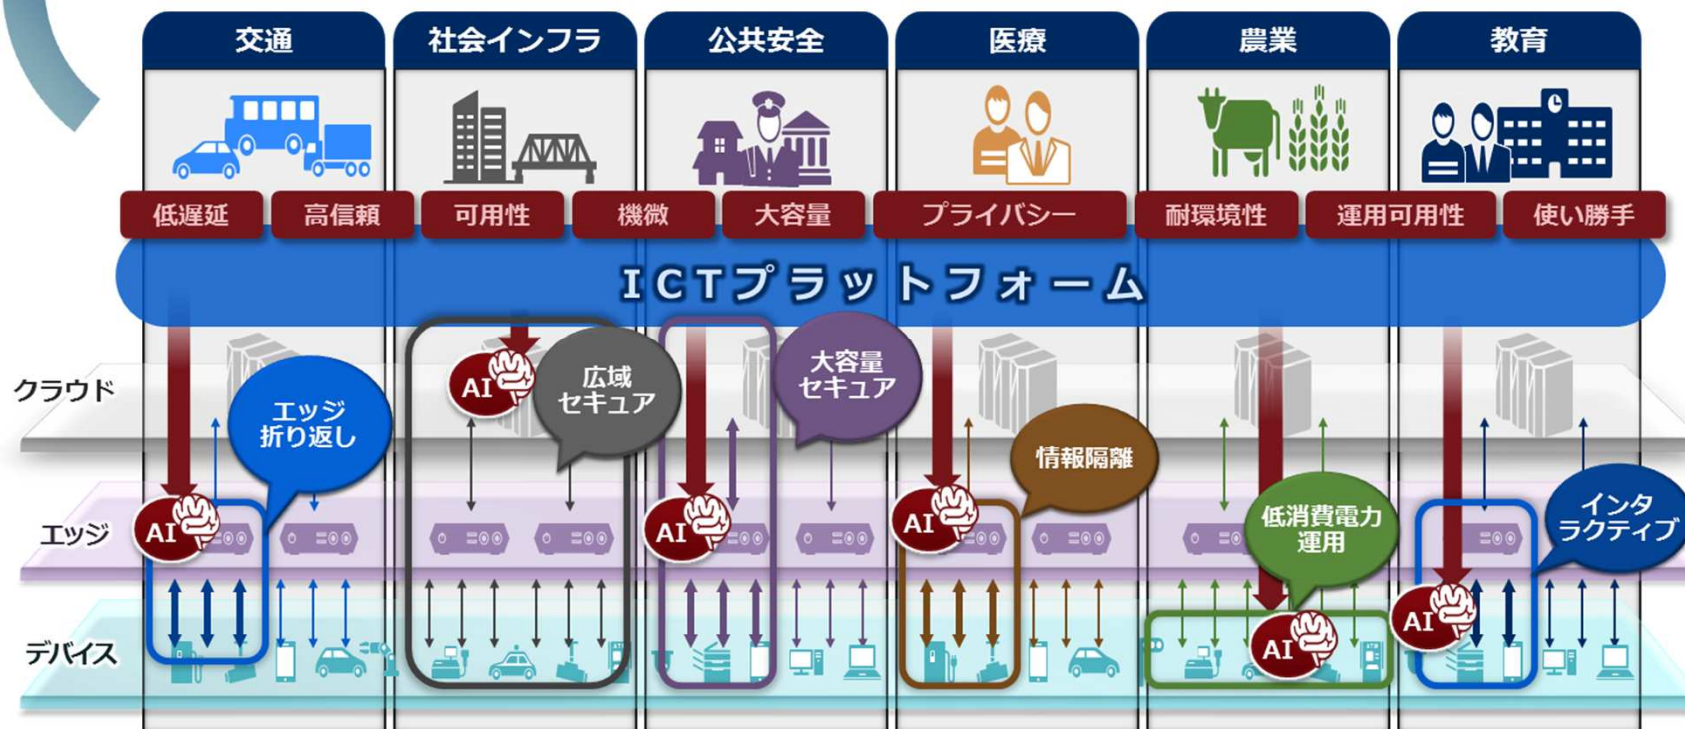 交通
社会インフラ
公共安全
医療
農業
教育
低遅延
高信頼
可用性
機微
大容量
プライバシー
耐環境性
運用可用性
使い勝手
ICTプラットフォーム
クラウド
エッジ
デバイス
エッジ
折り返し
AI
AI
広域
セキュア
大容量
セキュア
AI
情報隔離
AI
低消費電力
運用
AI
インタ
ラクティブ
AI